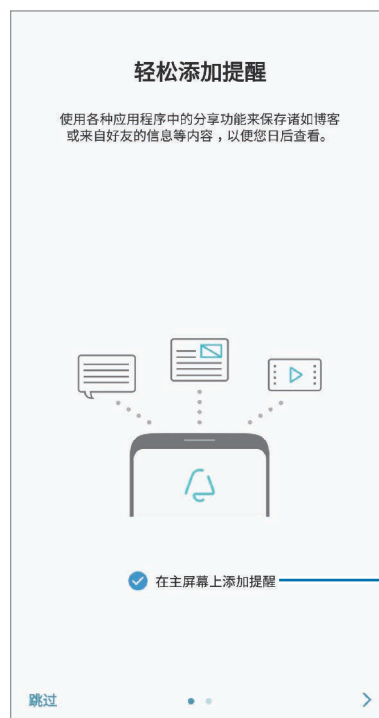 轻松添加提醒
使用各种应用程序中的分享功能来保存诸如博客
或来自好友的信息等内容，以便您日后查看。
在主屏幕上添加提醒
跳过